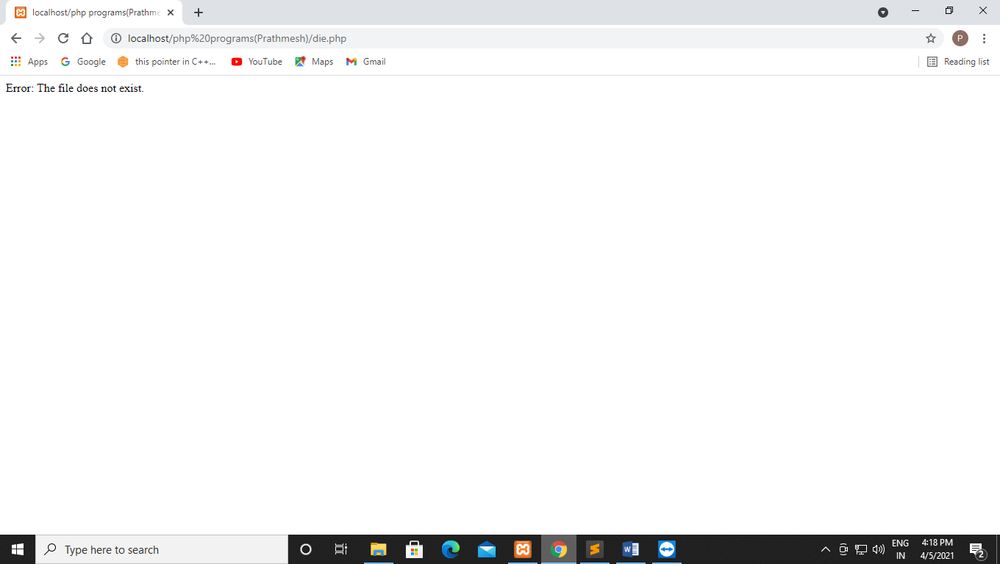 localhost/php programs(Prathme
localhost/php%20programs(Prathmesh)/die.php
P
Apps
Google
this pointer in C++...
YouTube
Maps
Gmail
Reading list
Error: The file does not exist.
Type here to search
ENG
IN
4:18 PM
4/5/2021
2